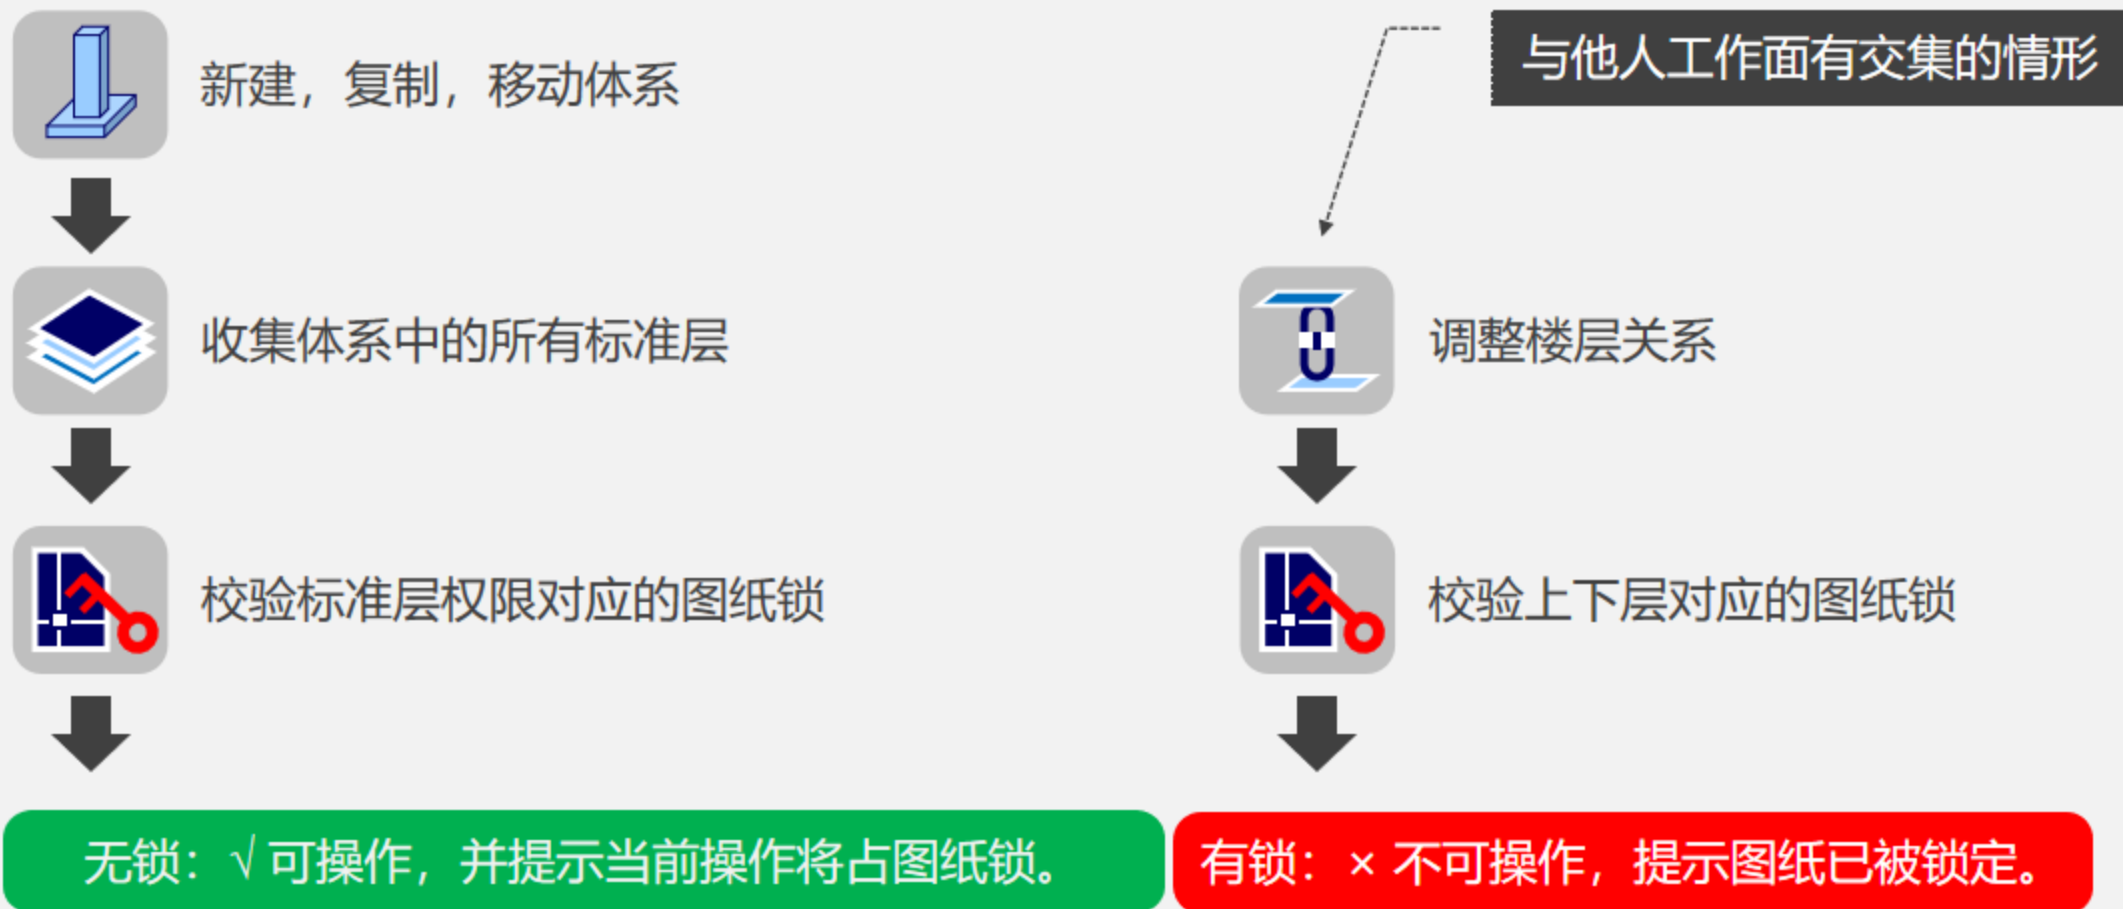 新建，复制，移动体系
与他人工作面有交集的情形
收集体系中的所有标准层
调整楼层关系
校验标准层权限对应的图纸锁
校验上下层对应的图纸锁
无锁：√ 可操作，并提示当前操作将占图纸锁。
有锁：× 不可操作，提示图纸已被锁定。